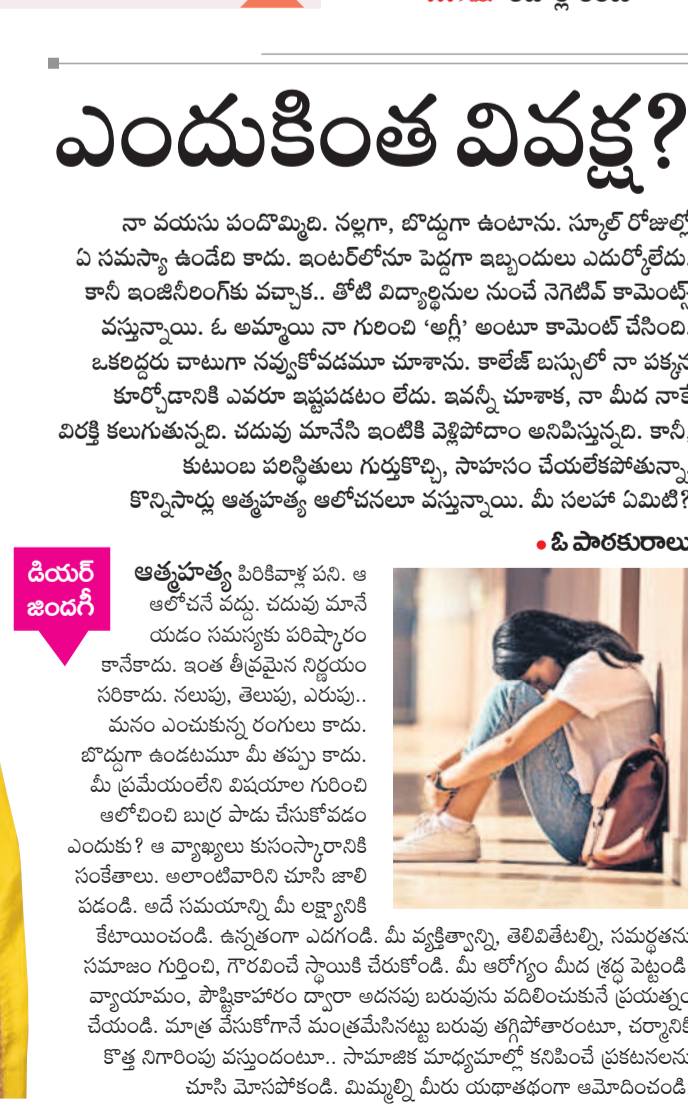 ఎందుకింత వివక్ష?
నా వయసు పందొమ్మిది. నల్లగా, బొద్దుగా ఉంటాను. స్కూల్ రోజుల్లో
ఏ సమస్యా ఉండేది కాదు. ఇంటర్‌లోనూ పెద్దగా ఇబ్బందులు ఎదుర్కోలేదు.
కానీ ఇంజినీరింగ్‌కు వచ్చాక.. తోటి విద్యార్థినుల నుంచే నెగెటివ్ కామెంట్స్
వస్తున్నాయి. ఓ అమ్మాయి నా గురించి ‘అగ్లీ’ అంటూ కామెంట్ చేసింది.
ఒకరిద్దరు చాటుగా నవ్వుకోవడమూ చూశాను. కాలేజ్ బస్సులో నా పక్కన
కూర్చోడానికి ఎవరూ ఇష్టపడటం లేదు. ఇవన్నీ చూశాక, నా మీద నాకే
విరక్తి కలుగుతున్నది. చదువు మానేసి ఇంటికి వెళ్లిపోదాం అనిపిస్తున్నది. కానీ,
కుటుంబ పరిస్థితులు గుర్తుకొచ్చి, సాహసం చేయలేకపోతున్నా.
కొన్నిసార్లు ఆత్మహత్య ఆలోచనలూ వస్తున్నాయి. మీ సలహా ఏమిటి?
• ఓ పాఠకురాలు
డియర్
జిందగీ
ఆత్మహత్య పిరికివాళ్ల పని. ఆ
ఆలోచనే వద్దు. చదువు మానే
యడం సమస్యకు పరిష్కారం
కానేకాదు. ఇంత తీవ్రమైన నిర్ణయం
సరికాదు. నలుపు, తెలుపు, ఎరుపు..
మనం ఎంచుకున్న రంగులు కాదు.
బొద్దుగా ఉండటమూ మీ తప్పు కాదు.
మీ ప్రమేయంలేని విషయాల గురించి
ఆలోచించి బుర్ర పాడు చేసుకోవడం
ఎందుకు? ఆ వ్యాఖ్యలు కుసంస్కారానికి
సంకేతాలు. అలాంటివారిని చూసి జాలి
పడండి. అదే సమయాన్ని మీ లక్ష్యానికి
కేటాయించండి. ఉన్నతంగా ఎదగండి. మీ వ్యక్తిత్వాన్ని, తెలివితేటల్ని, సమర్థతను
సమాజం గుర్తించి, గౌరవించే స్థాయికి చేరుకోండి. మీ ఆరోగ్యం మీద శ్రద్ధ పెట్టండి.
వ్యాయామం, పౌష్టికాహారం ద్వారా అదనపు బరువును వదిలించుకునే ప్రయత్నం
చేయండి. మాత్ర వేసుకోగానే మంత్రమేసినట్టు బరువు తగ్గిపోతారంటూ, చర్మానికి
కొత్త నిగారింపు వస్తుందంటూ.. సామాజిక మాధ్యమాల్లో కనిపించే ప్రకటనలను
చూసి మోసపోకండి. మిమ్మల్ని మీరు యథాతథంగా ఆమోదించండి.